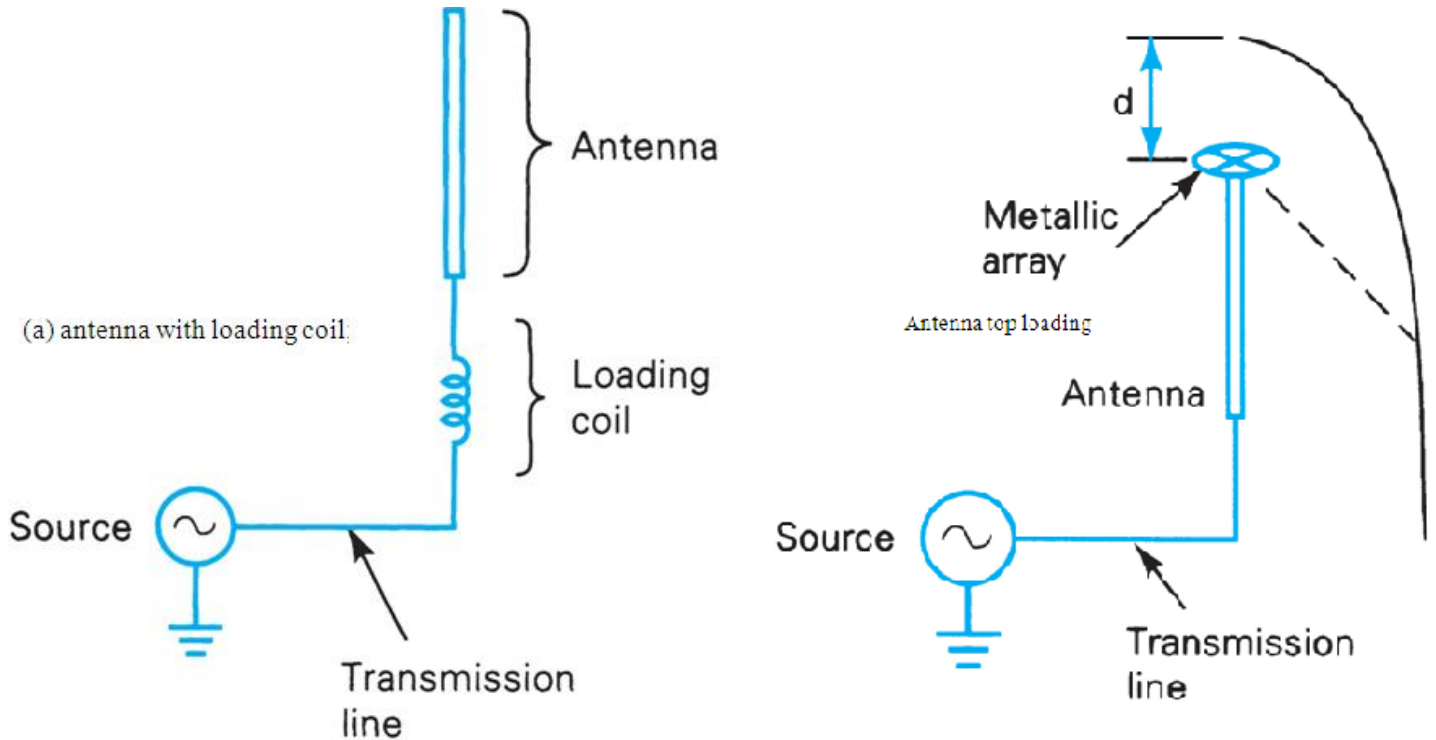 Antenna
(a) antenna with loading coil;
Loading
coil
Source
Transmission
line
d
Metallic
array
Antenna top loading
Antenna
Source
Transmission
line